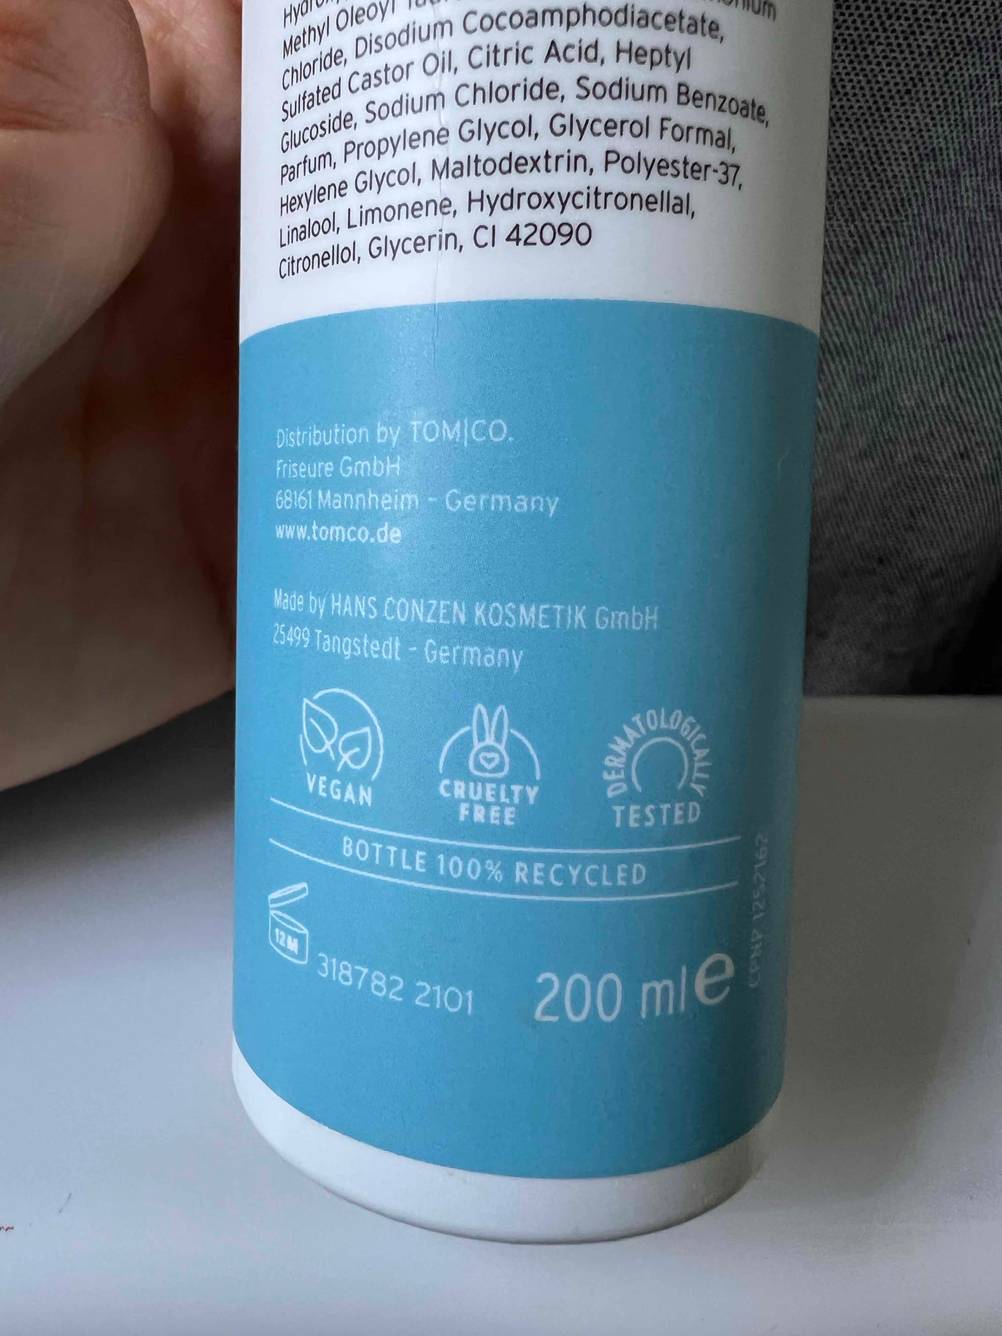 Methyl Oleoyl
Chloride, Disodium Cocoamphodiacetate,
Sulfated Castor Oil, Citric Acid, Heptyl
Glucoside, Sodium Chloride, Sodium Benzoate,
Parfum, Propylene Glycol, Glycerol Formal,
Hexylene Glycol, Maltodextrin, Polyester-37,
Linalool, Limonene, Hydroxycitronellal,
Citronellol, Glycerin, CI 42090
Distribution by TOM|CO.
Friseure GmbH
68161 Mannheim - Germany
www.tomco.de
Made by HANS CONZEN KOSMETIK GmbH
25499 Tangstedt - Germany
VEGAN
CRUELTY
FREE
DERMATOLOGICALLY
TESTED
BOTTLE 100% RECYCLED
12M
318782 2101
200 ml e
CPNP 1252162